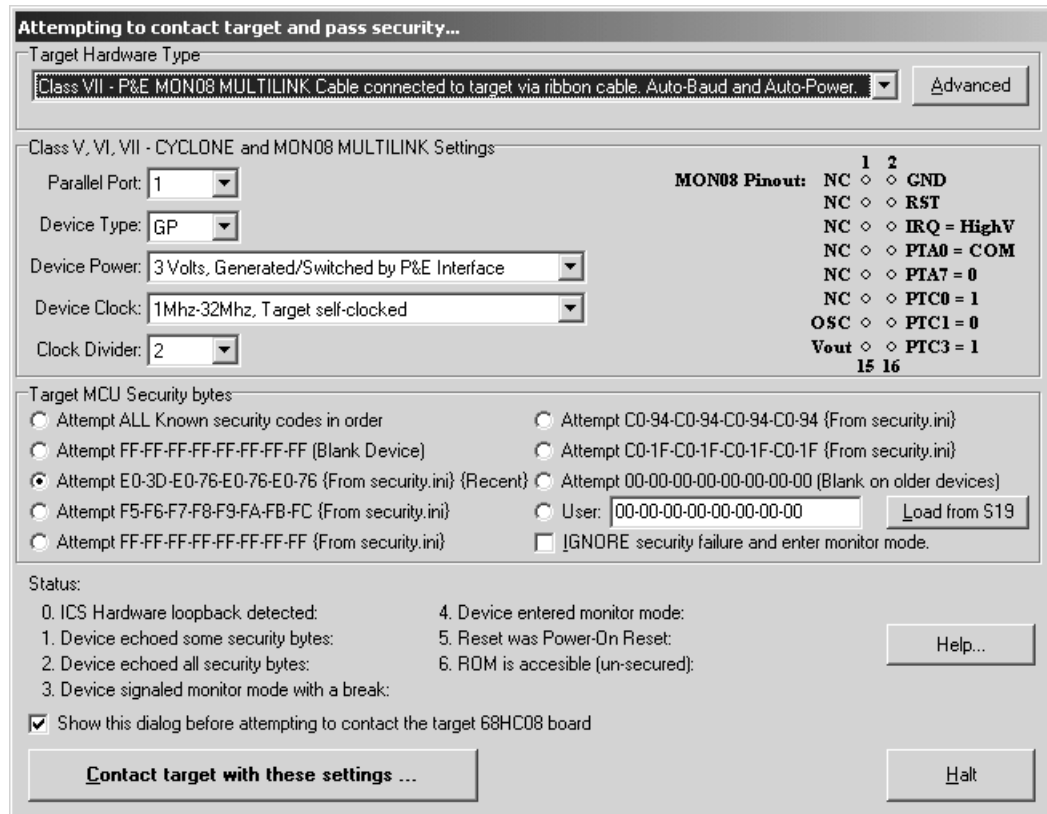 Attempting to contact target and pass security...
Target Hardware Type
Class VII - P&E MON08 MULTILINK Cable connected to target via ribbon cable. Auto-Baud and Auto-Power.
Advanced
Class V, VI, VII - CYCLONE and MON08 MULTILINK Settings
Parallel Port: 1
Device Type: GP
Device Power: 3 Volts, Generated/Switched by P&E Interface
Device Clock: 1Mhz-32Mhz, Target self-clocked
Clock Divider: 2
1 2
MON08 Pinout: NC GND
NC RST
NC IRQ = HighV
NC PTA0 = COM
NC PTA7 = 0
NC PTC0 = 1
OSC PTC1 = 0
Vout PTC3 = 1
15 16
Target MCU Security bytes
Attempt ALL Known security codes in order
Attempt FF-FF-FF-FF-FF-FF-FF-FF (Blank Device)
Attempt E0-3D-E0-76-E0-76-E0-76 {From security.ini} {Recent}
Attempt F5-F6-F7-F8-F9-FA-FB-FC {From security.ini}
Attempt FF-FF-FF-FF-FF-FF-FF-FF {From security.ini}
Attempt C0-94-C0-94-C0-94-C0-94 {From security.ini}
Attempt C0-1F-C0-1F-C0-1F-C0-1F {From security.ini}
Attempt 00-00-00-00-00-00-00-00 (Blank on older devices)
User: 00-00-00-00-00-00-00-00 Load from S19
IGNORE security failure and enter monitor mode.
Status:
0. ICS Hardware loopback detected:
1. Device echoed some security bytes:
2. Device echoed all security bytes:
3. Device signaled monitor mode with a break:
4. Device entered monitor mode:
5. Reset was Power-On Reset:
6. ROM is accesible (un-secured):
Help...
Show this dialog before attempting to contact the target 68HC08 board
Contact target with these settings ...
Halt